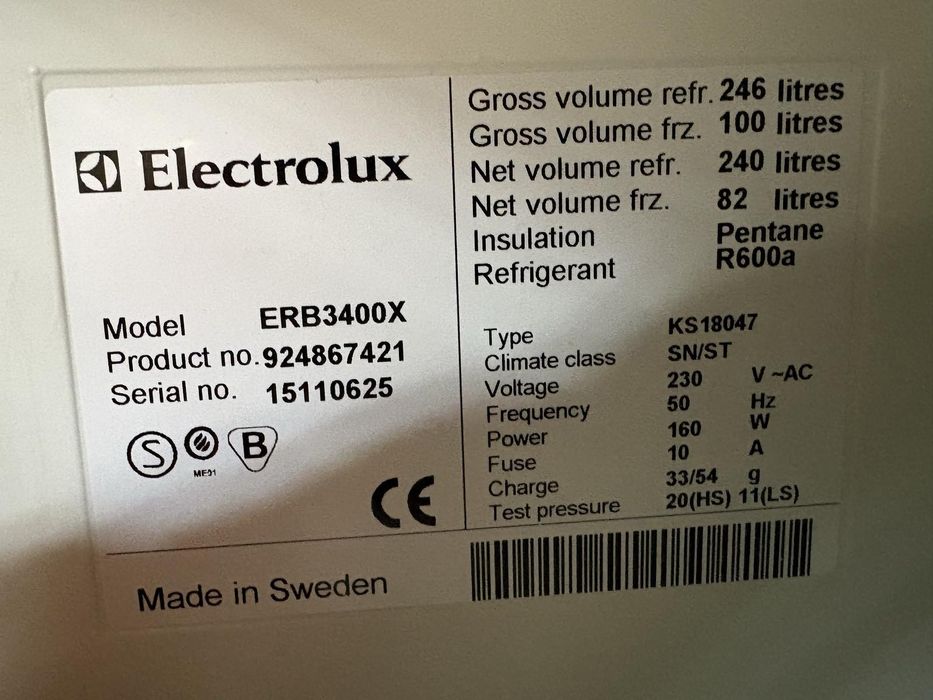 Electrolux
Model ERB3400X
Product no. 924867421
Serial no. 15110625
S B
ME01
CE
Made in Sweden
Gross volume refr. 246 litres
Gross volume frz. 100 litres
Net volume refr. 240 litres
Net volume frz. 82 litres
Insulation Pentane
Refrigerant R600a
Type KS18047
Climate class SN/ST
Voltage 230 V ~AC
Frequency 50 Hz
Power 160 W
Fuse 10 A
Charge 33/54 g
Test pressure 20(HS) 11(LS)